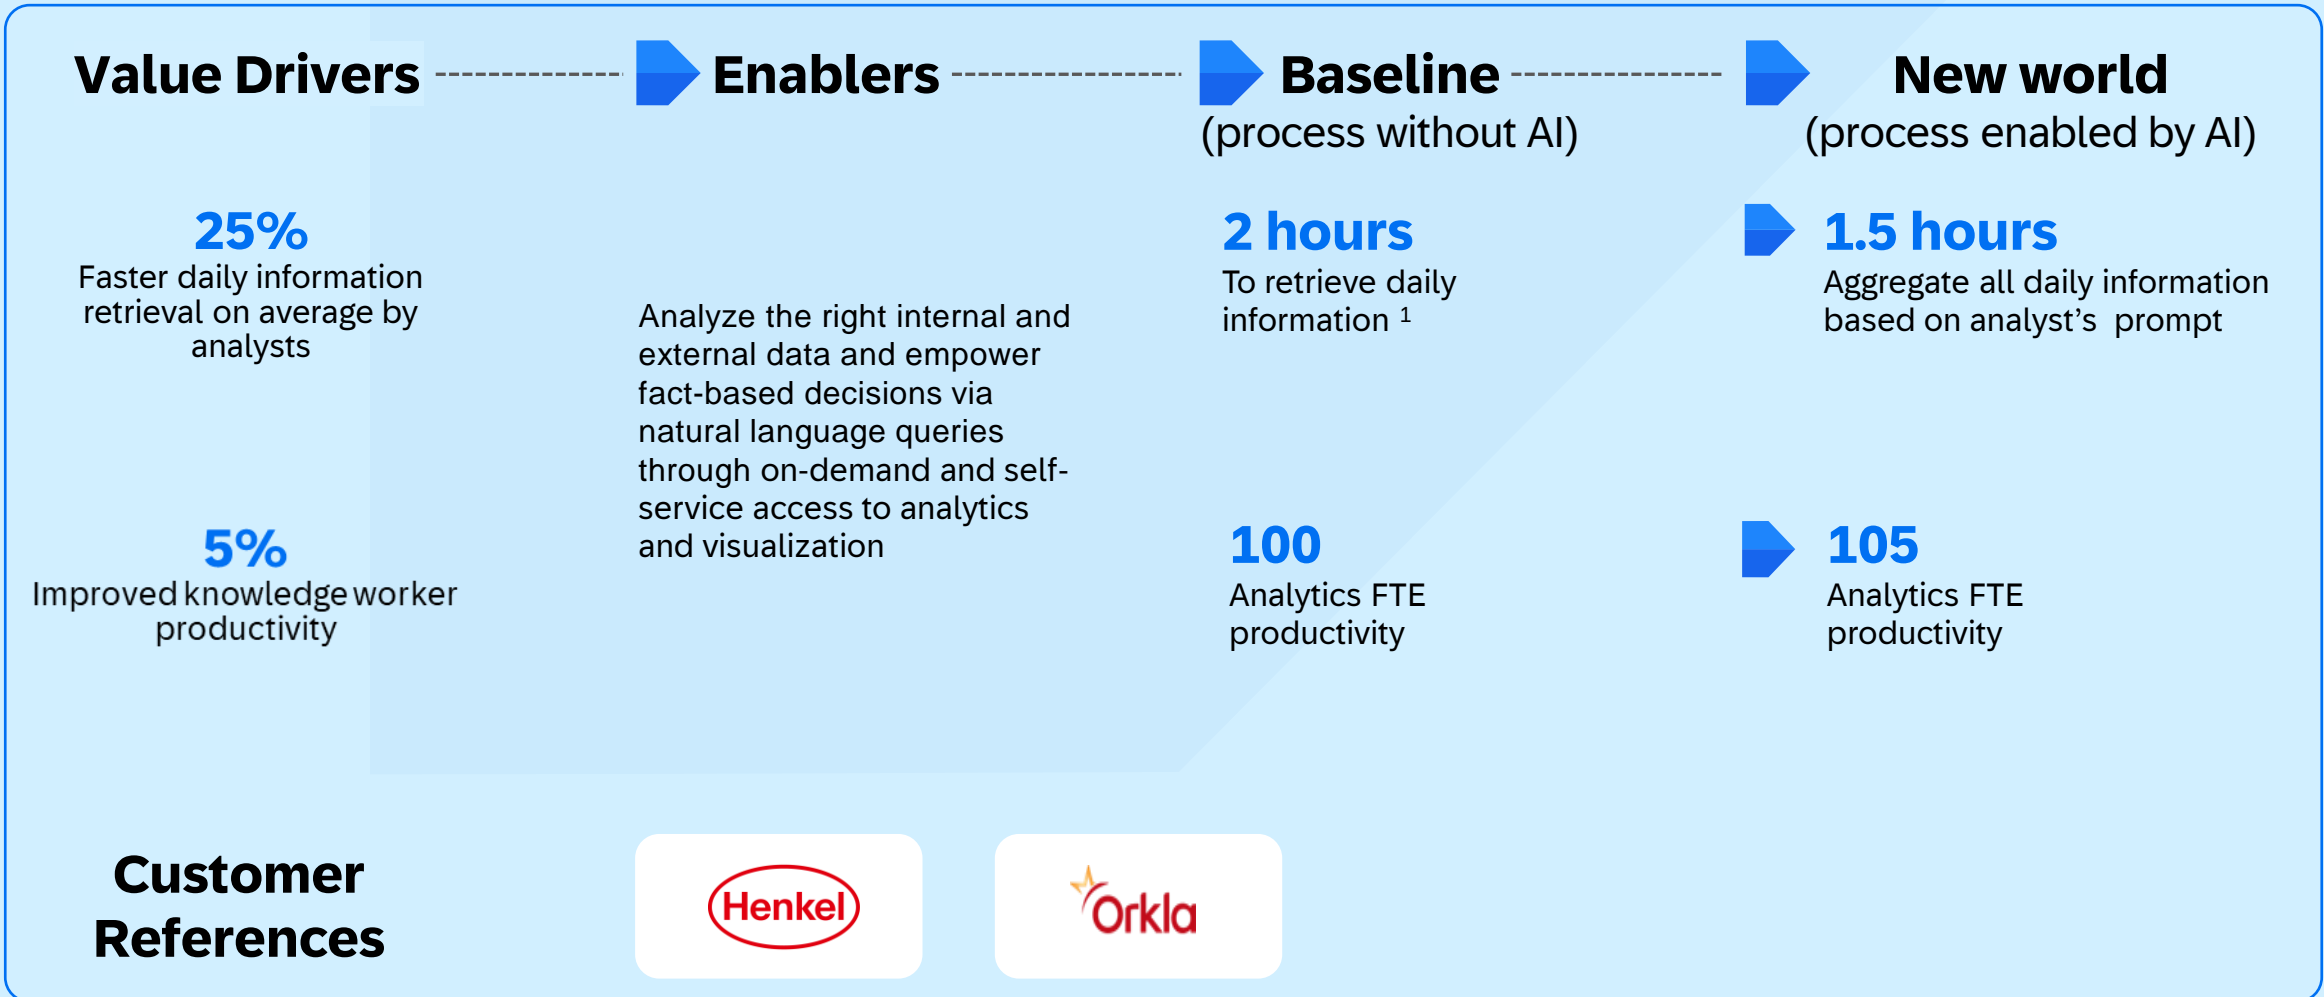 Value Drivers
Enablers
Baseline
(process without AI)
New world
(process enabled by AI)
25%
Faster daily information
retrieval on average by
analysts
5%
Improved knowledge worker
productivity
Analyze the right internal and
external data and empower
fact-based decisions via
natural language queries
through on-demand and self-
service access to analytics
and visualization
2 hours
To retrieve daily
information 1
100
Analytics FTE
productivity
1.5 hours
Aggregate all daily information
based on analyst’s  prompt
105
Analytics FTE
productivity
Customer
References
Henkel
Orkla